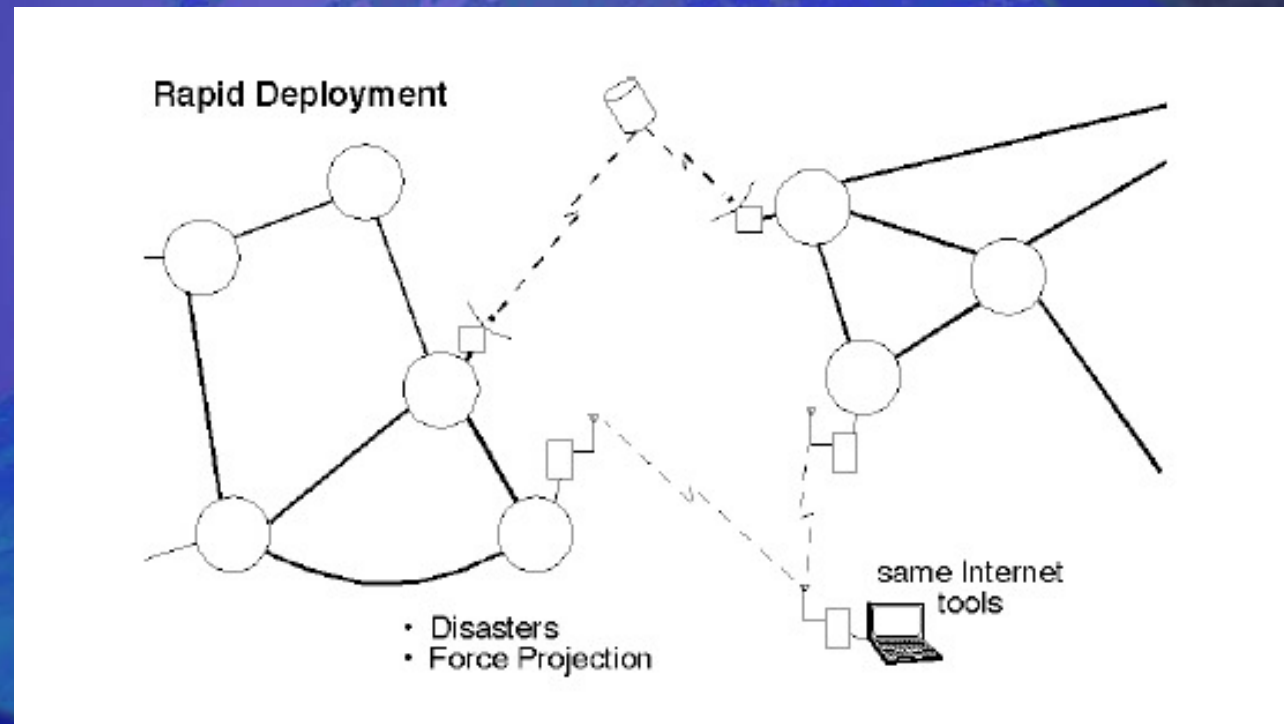 Rapid Deployment
same Internet
tools
• Disasters
• Force Projection